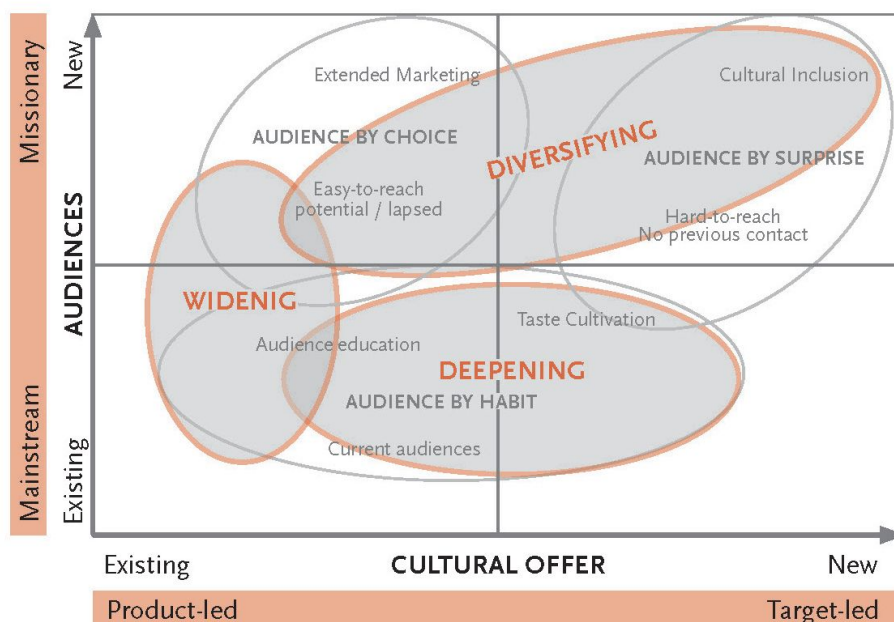 Missionary
New
Extended Marketing
Cultural Inclusion
AUDIENCE BY CHOICE
DIVERSIFYING
AUDIENCE BY SURPRISE
Easy-to-reach
potential / lapsed
Hard-to-reach
No previous contact
AUDIENCES
WIDENIG
Taste Cultivation
Audience education
DEEPENING
AUDIENCE BY HABIT
Current audiences
Mainstream
Existing
Existing
CULTURAL OFFER
New
Product-led
Target-led